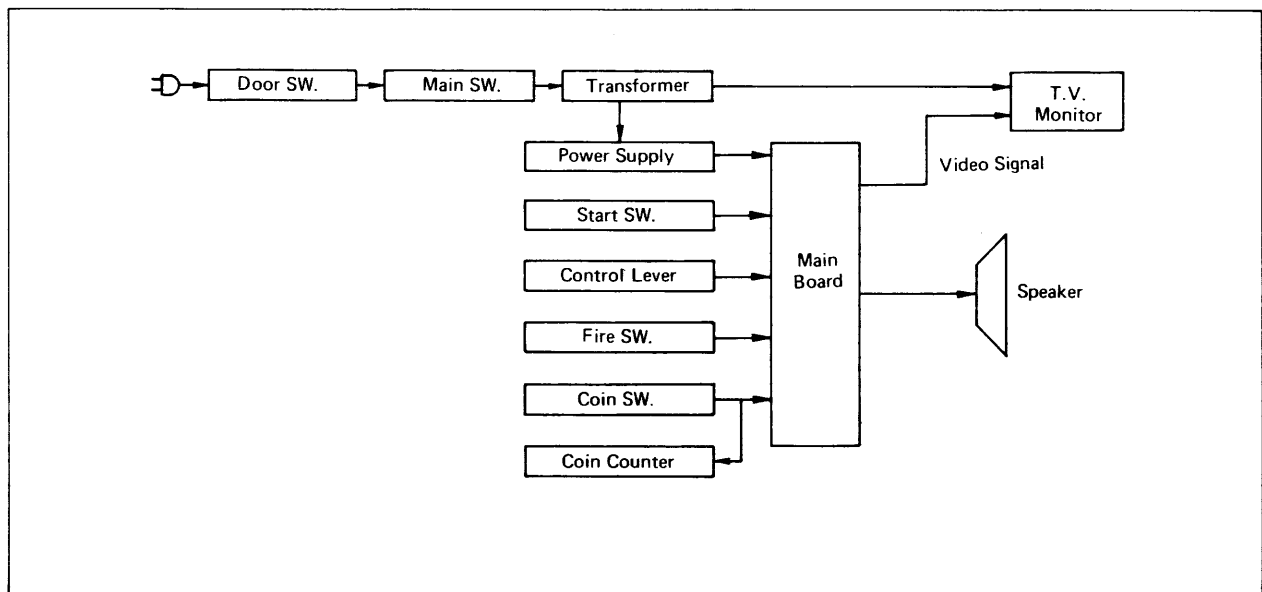 Door SW.
Main SW.
Transformer
T.V.
Monitor
Power Supply
Video Signal
Start SW.
Main
Board
Control Lever
Speaker
Fire SW.
Coin SW.
Coin Counter